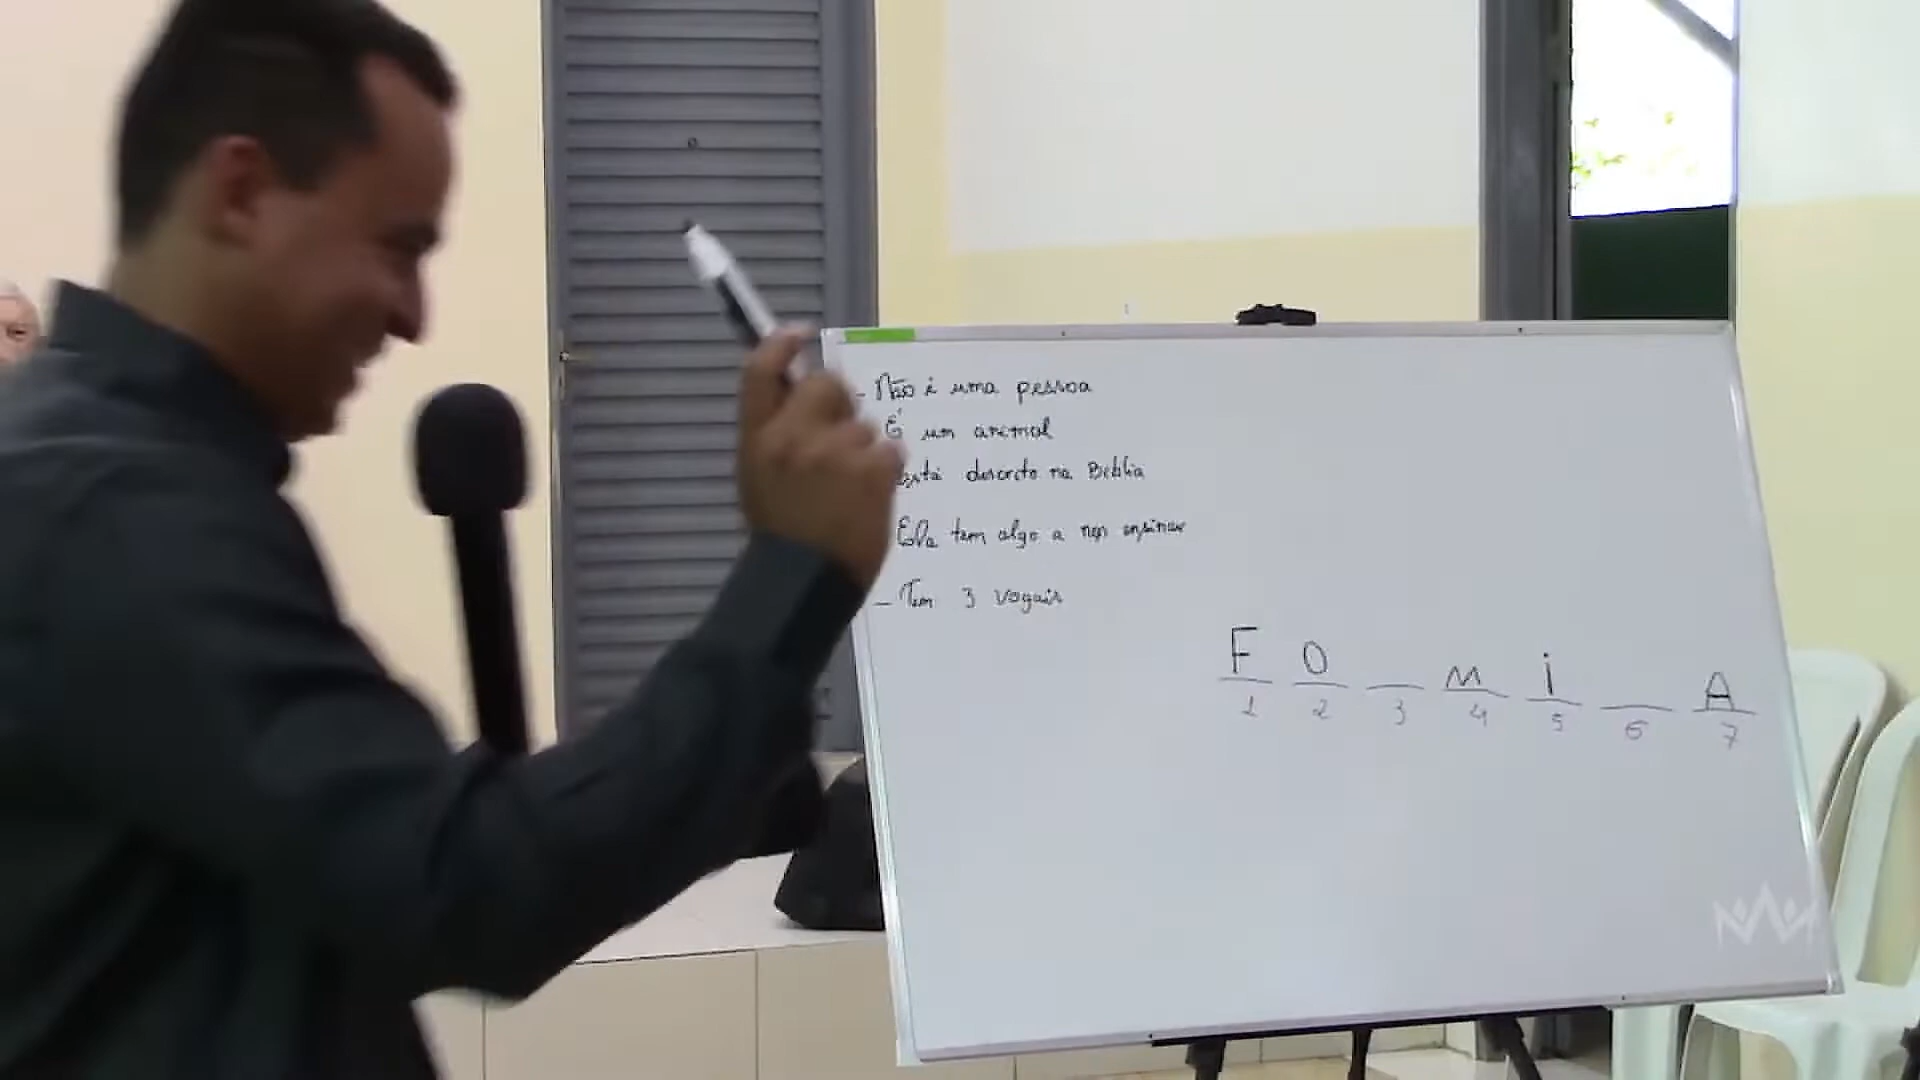 - Não é uma pessoa
É um animal
está descrito na Bíblia
Ela tem algo a nos ensinar
- Tem 3 vogais
F O _ M i _ A
1 2 3 4 5 6 7